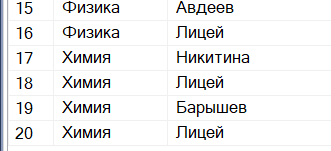 15 Физика Авдеев
16 Физика Лицей
17 Химия Никитина
18 Химия Лицей
19 Химия Барышев
20 Химия Лицей